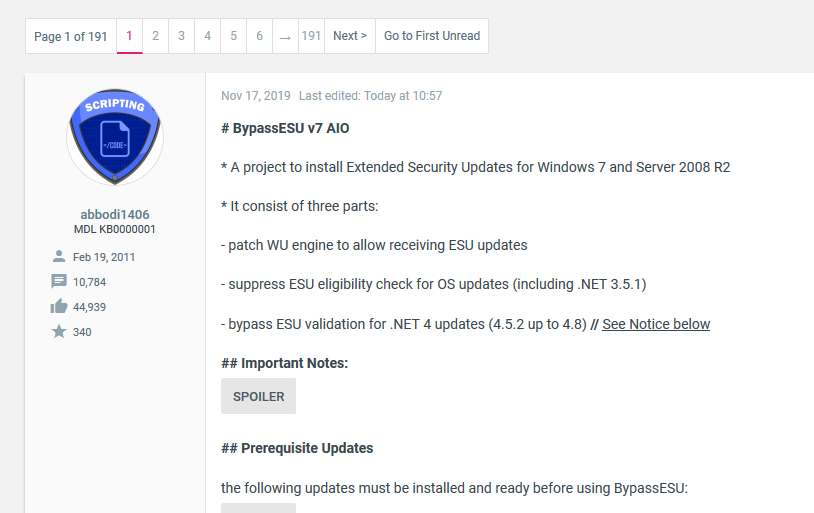 Page 1 of 191 1 2 3 4 5 6 → 191 Next > Go to First Unread
SCRIPTING
</CODE>
abbodi1406
MDL KB0000001
Feb 19, 2011
10,784
44,939
340
Nov 17, 2019 Last edited: Today at 10:57
# BypassESU v7 AIO
* A project to install Extended Security Updates for Windows 7 and Server 2008 R2
* It consist of three parts:
- patch WU engine to allow receiving ESU updates
- suppress ESU eligibility check for OS updates (including .NET 3.5.1)
- bypass ESU validation for .NET 4 updates (4.5.2 up to 4.8) // See Notice below
## Important Notes:
SPOILER
## Prerequisite Updates
the following updates must be installed and ready before using BypassESU: